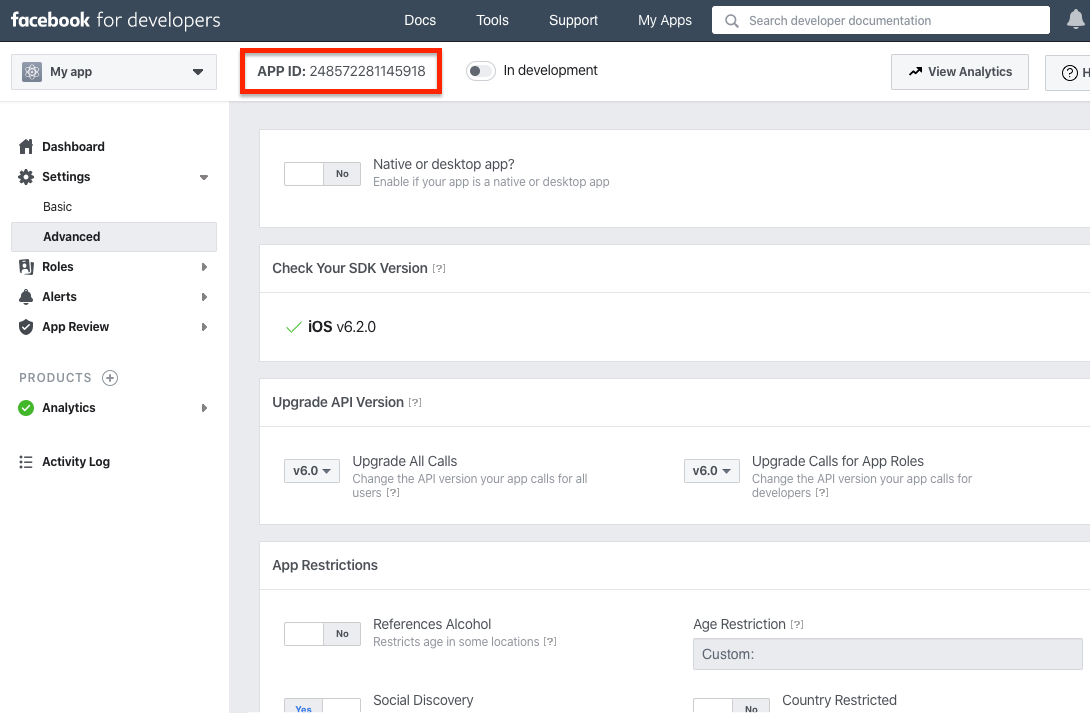 facebook for developers
Docs
Tools
Support
My Apps
Search developer documentation
My app
APP ID: 248572281145918
In development
View Analytics
? H
Dashboard
Settings
Basic
Advanced
Roles
Alerts
App Review
PRODUCTS
Analytics
Activity Log
No
Native or desktop app?
Enable if your app is a native or desktop app
Check Your SDK Version [?]
iOS v6.2.0
Upgrade API Version [?]
v6.0
Upgrade All Calls
Change the API version your app calls for all
users [?]
v6.0
Upgrade Calls for App Roles
Change the API version your app calls for
developers [?]
App Restrictions
No
References Alcohol
Restricts age in some locations [?]
Age Restriction [?]
Custom:
Yes
Social Discovery
No
Country Restricted